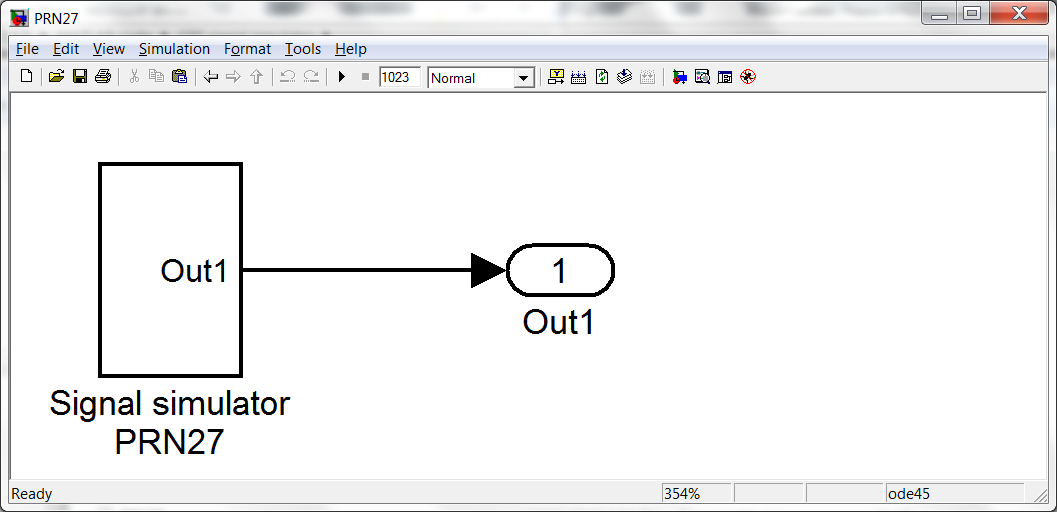 PRN27
File Edit View Simulation Format Tools Help
1023 Normal
Out1
1
Out1
Signal simulator
PRN27
Ready 354% ode45